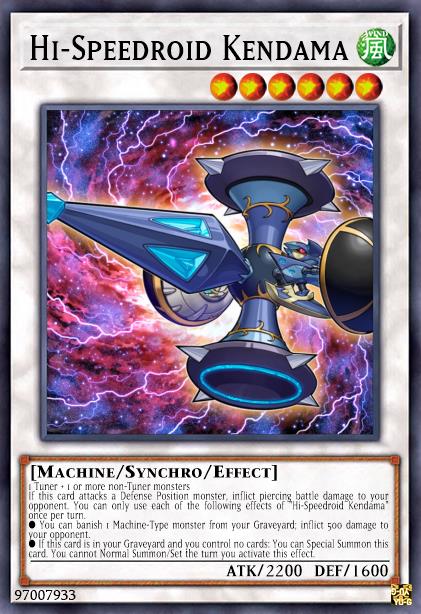 Hi-Speedroid Kendama
WIND
風
[Machine/Synchro/Effect]
1 Tuner + 1 or more non-Tuner monsters
If this card attacks a Defense Position monster, inflict piercing battle damage to your
opponent. You can only use each of the following effects of "Hi-Speedroid Kendama"
once per turn.
● You can banish 1 Machine-Type monster from your Graveyard; inflict 500 damage to
your opponent.
● If this card is in your Graveyard and you control no cards: You can Special Summon this
card. You cannot Normal Summon/Set the turn you activate this effect.
ATK/2200 DEF/1600
97007933